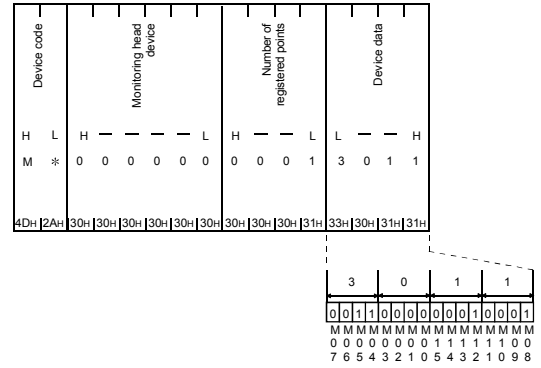 Device code
Monitoring head
device
Number of
registered points
Device data
H L H — — — — L H — — L L — — H
M * 0 0 0 0 0 0 0 0 0 1 3 0 1 1
4DH 2AH 30H 30H 30H 30H 30H 30H 30H 30H 30H 31H 33H 30H 31H 31H
3 0 1 1
0 0 1 1 0 0 0 0 0 0 0 1 0 0 0 1
M M M M M M M M M M M M M M M M
0 0 0 0 0 0 0 0 1 1 1 1 1 1 0 0
7 6 5 4 3 2 1 0 5 4 3 2 1 0 9 8